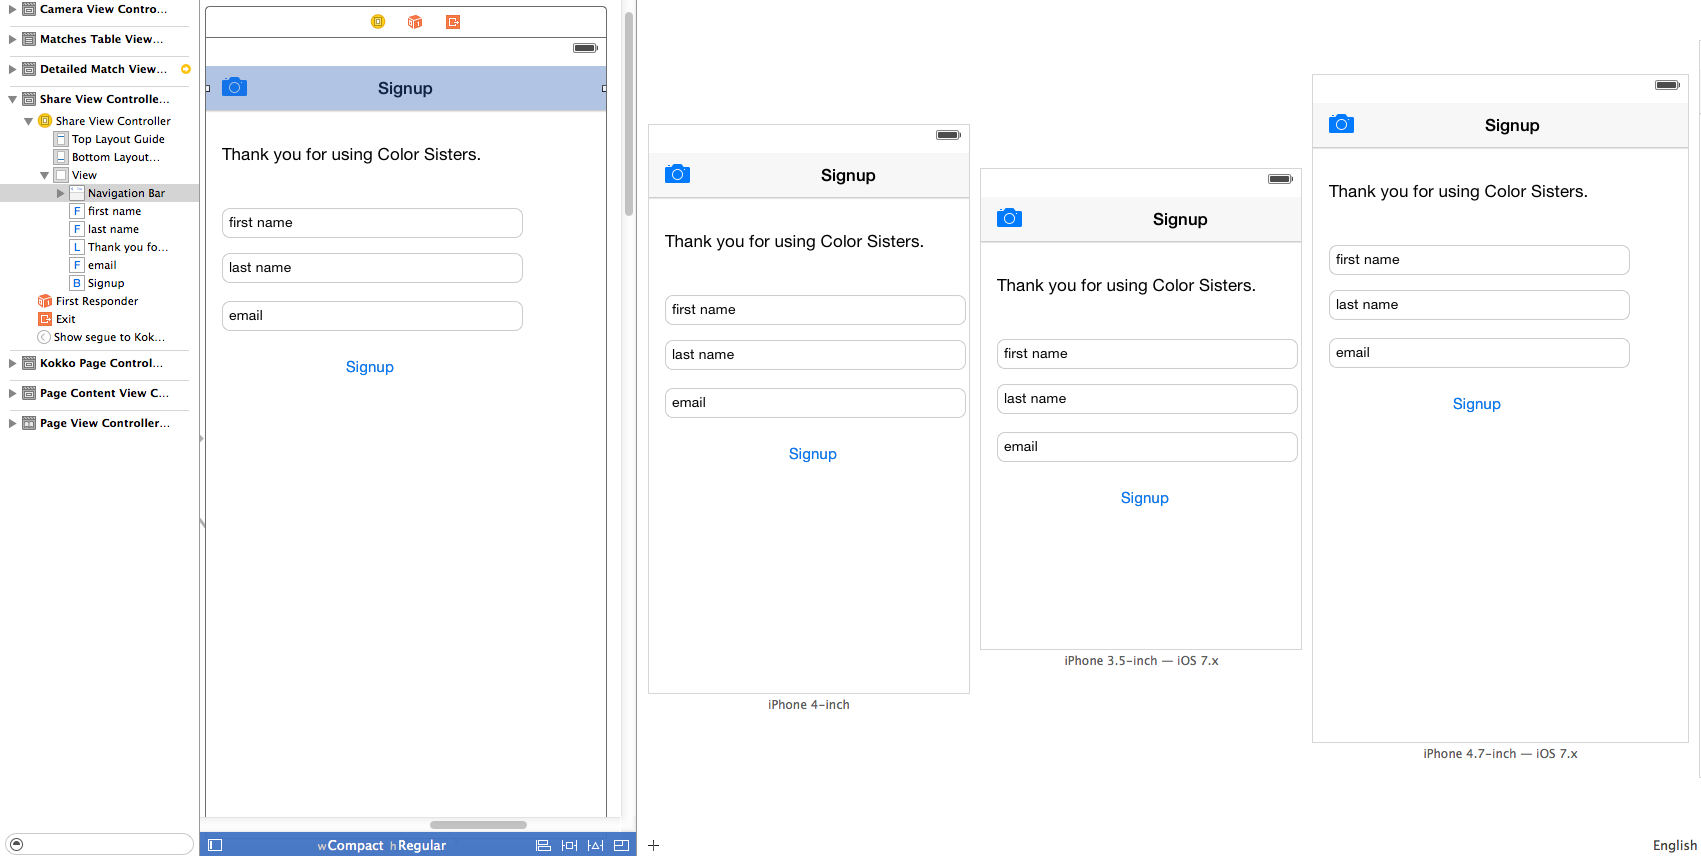 Camera View Contro...
Matches Table View...
Detailed Match View...
Share View Controlle...
Share View Controller
Top Layout Guide
Bottom Layout...
View
Navigation Bar
F first name
F last name
L Thank you fo...
F email
B Signup
First Responder
Exit
Show segue to Kok...
Kokko Page Control...
Page Content View C...
Page View Controller...
Signup
Thank you for using Color Sisters.
first name
last name
email
Signup
wCompact hRegular
Signup
Thank you for using Color Sisters.
first name
last name
email
Signup
iPhone 4-inch
Signup
Thank you for using Color Sisters.
first name
last name
email
Signup
iPhone 3.5-inch — iOS 7.x
Signup
Thank you for using Color Sisters.
first name
last name
email
Signup
iPhone 4.7-inch — iOS 7.x
English